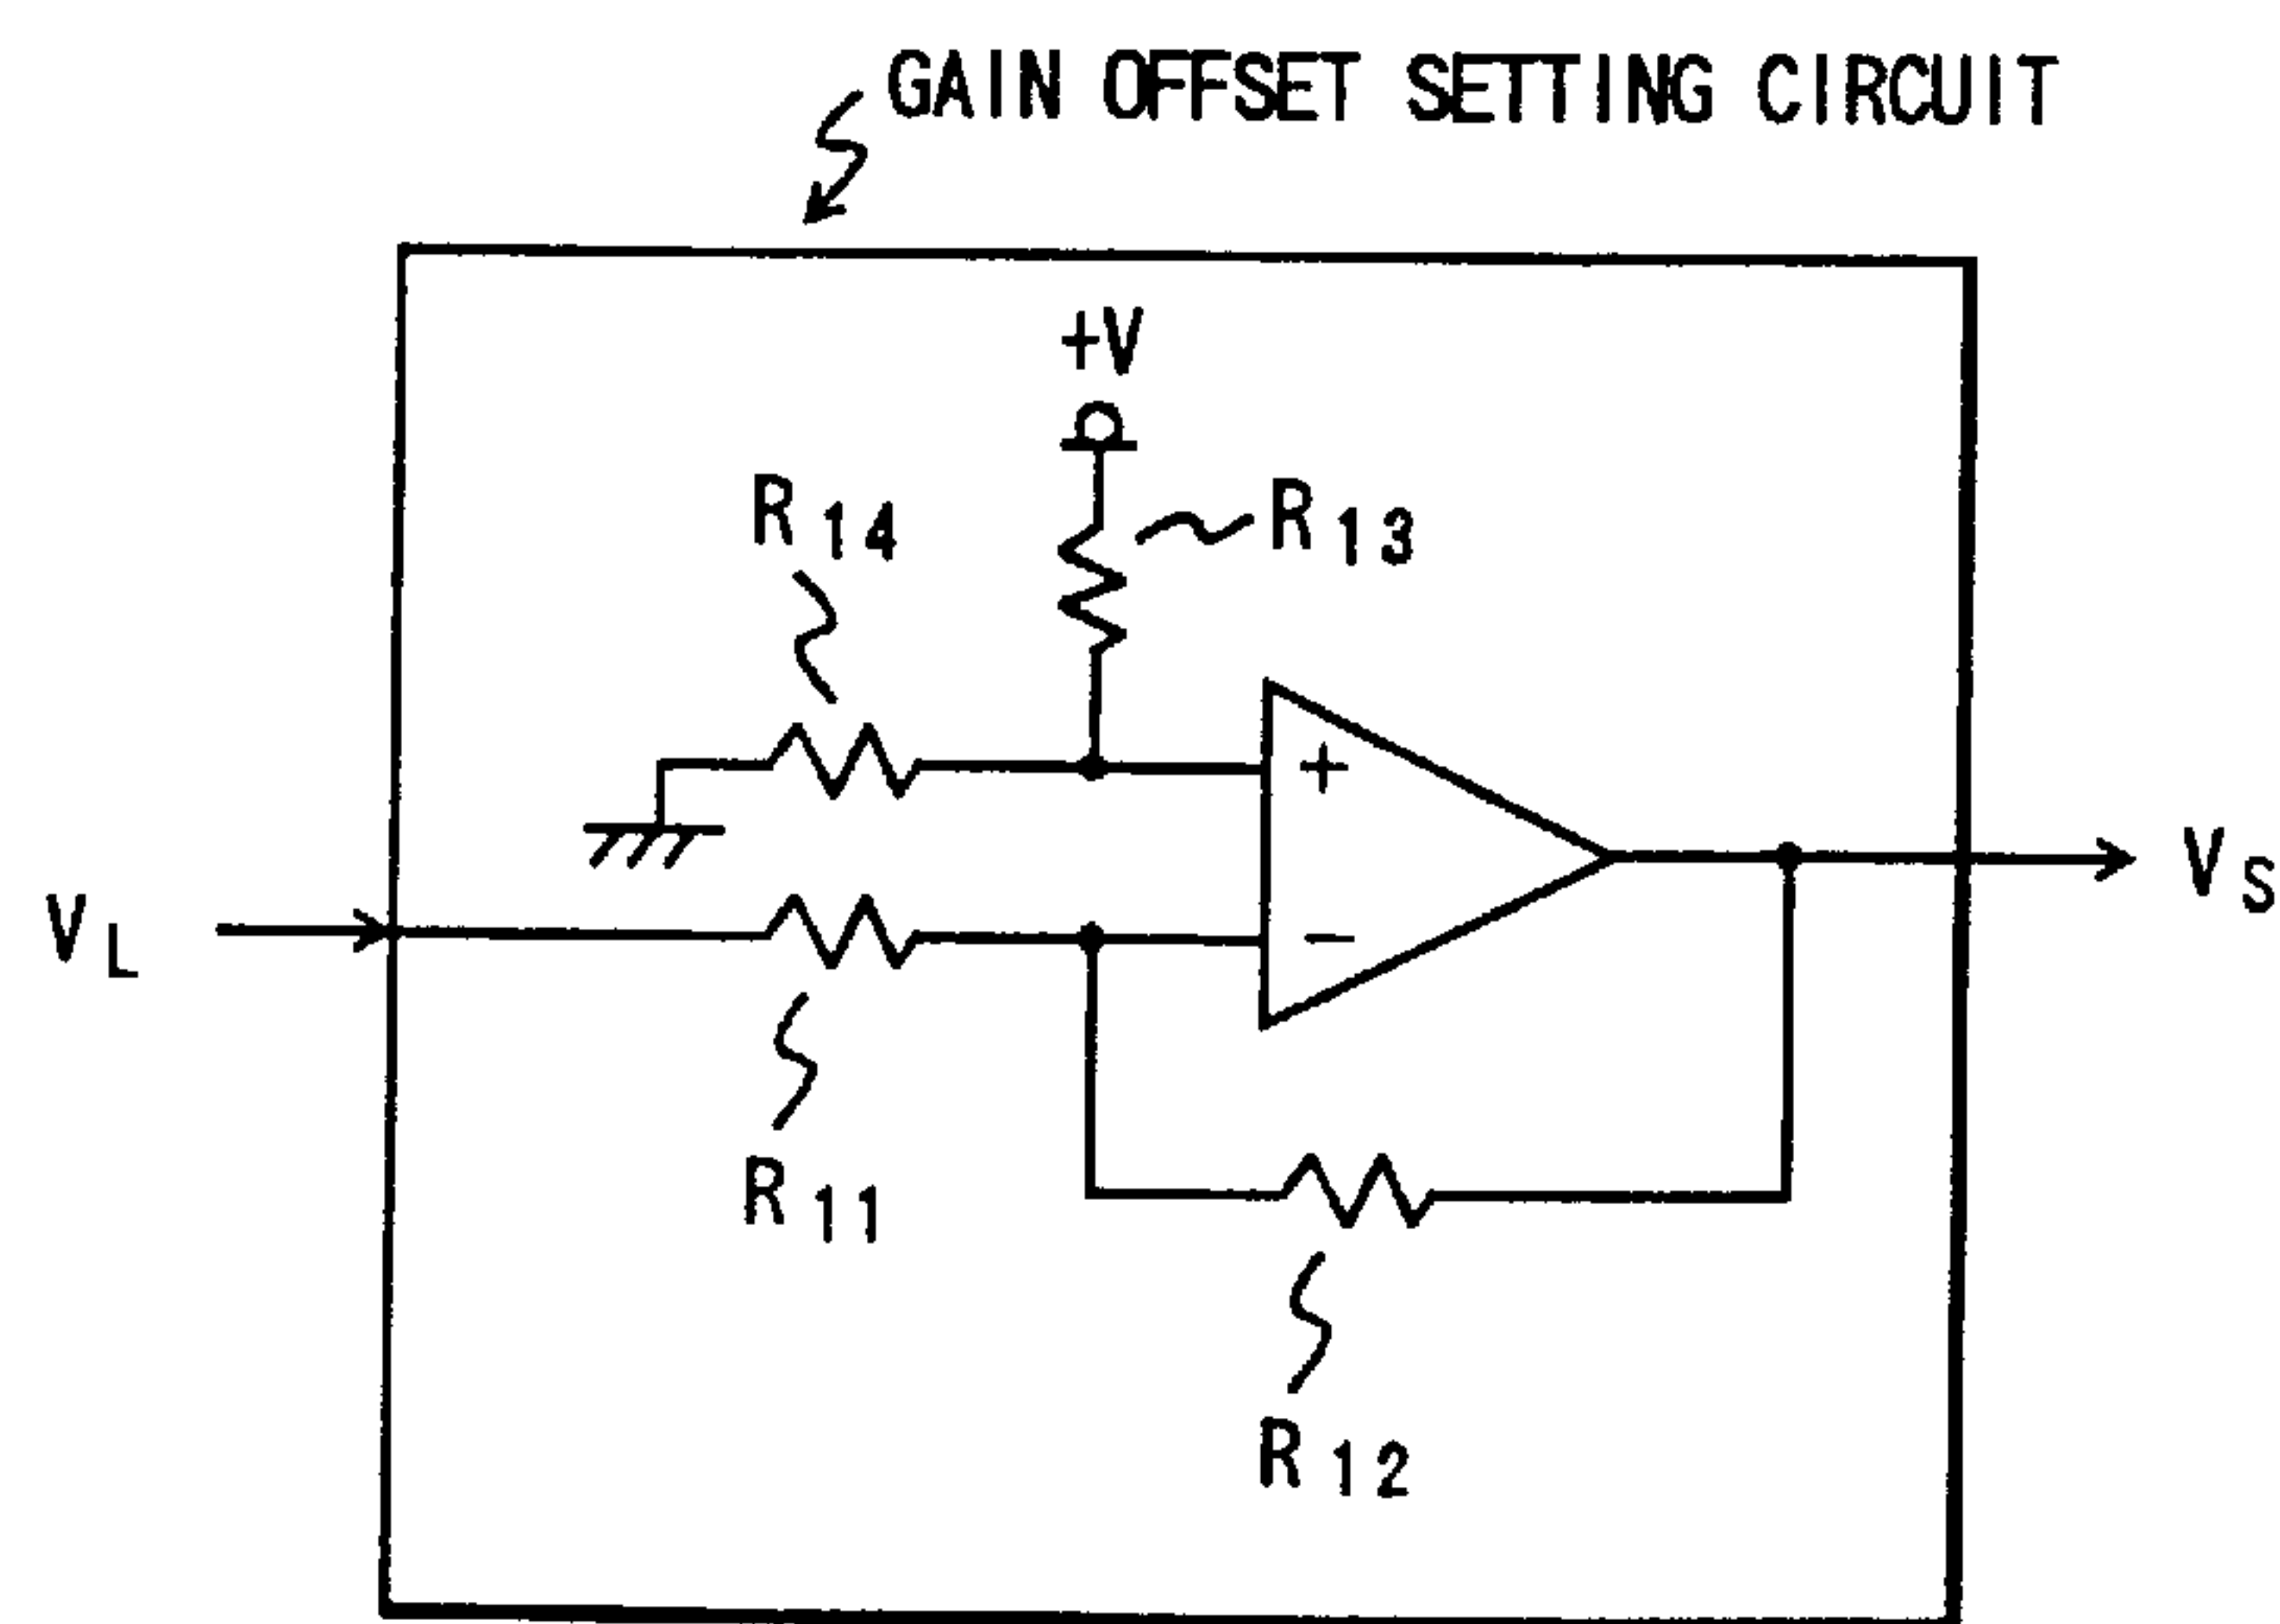 GAIN OFFSET SETTING CIRCUIT
+V
R14
R13
+
VS
VL
−
R11
R12